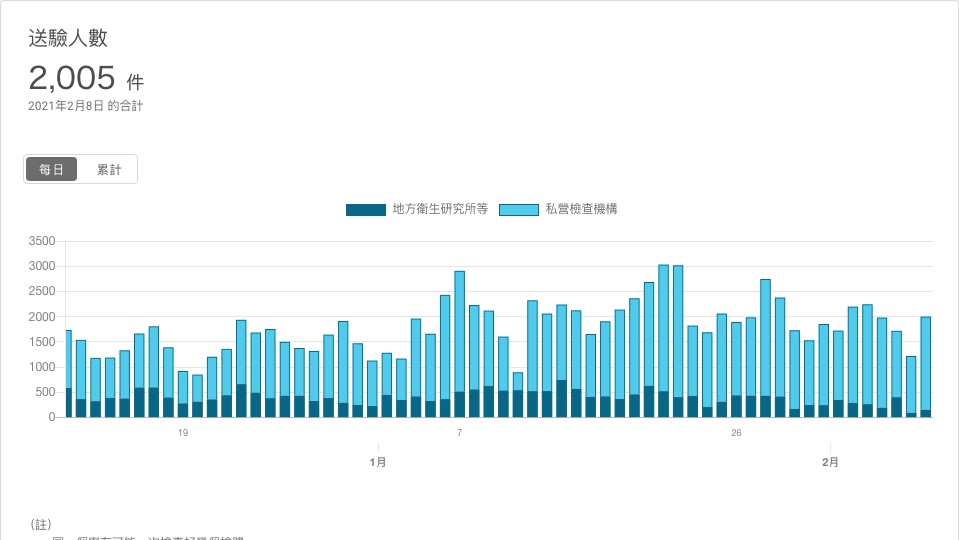 送驗人數
2,005 件
2021年2月8日 的合計
每日 累計
地方衛生研究所等 私營檢查機構
3500
3000
2500
2000
1500
1000
500
0
19 7 26
1月 2月
（註）